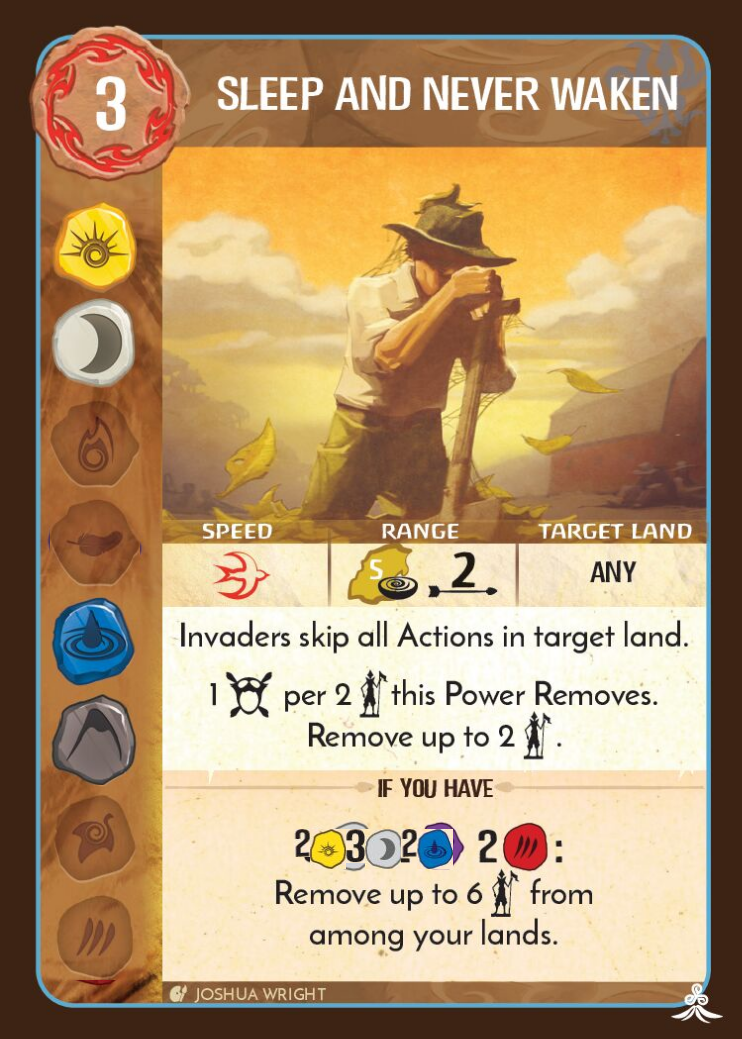 3
SLEEP AND NEVER WAKEN
SPEED RANGE TARGET LAND
S 2 ANY
Invaders skip all Actions in target land.
1 per 2 this Power Removes.
Remove up to 2 .
IF YOU HAVE
2 3 2 2 :
Remove up to 6 from
among your lands.
JOSHUA WRIGHT